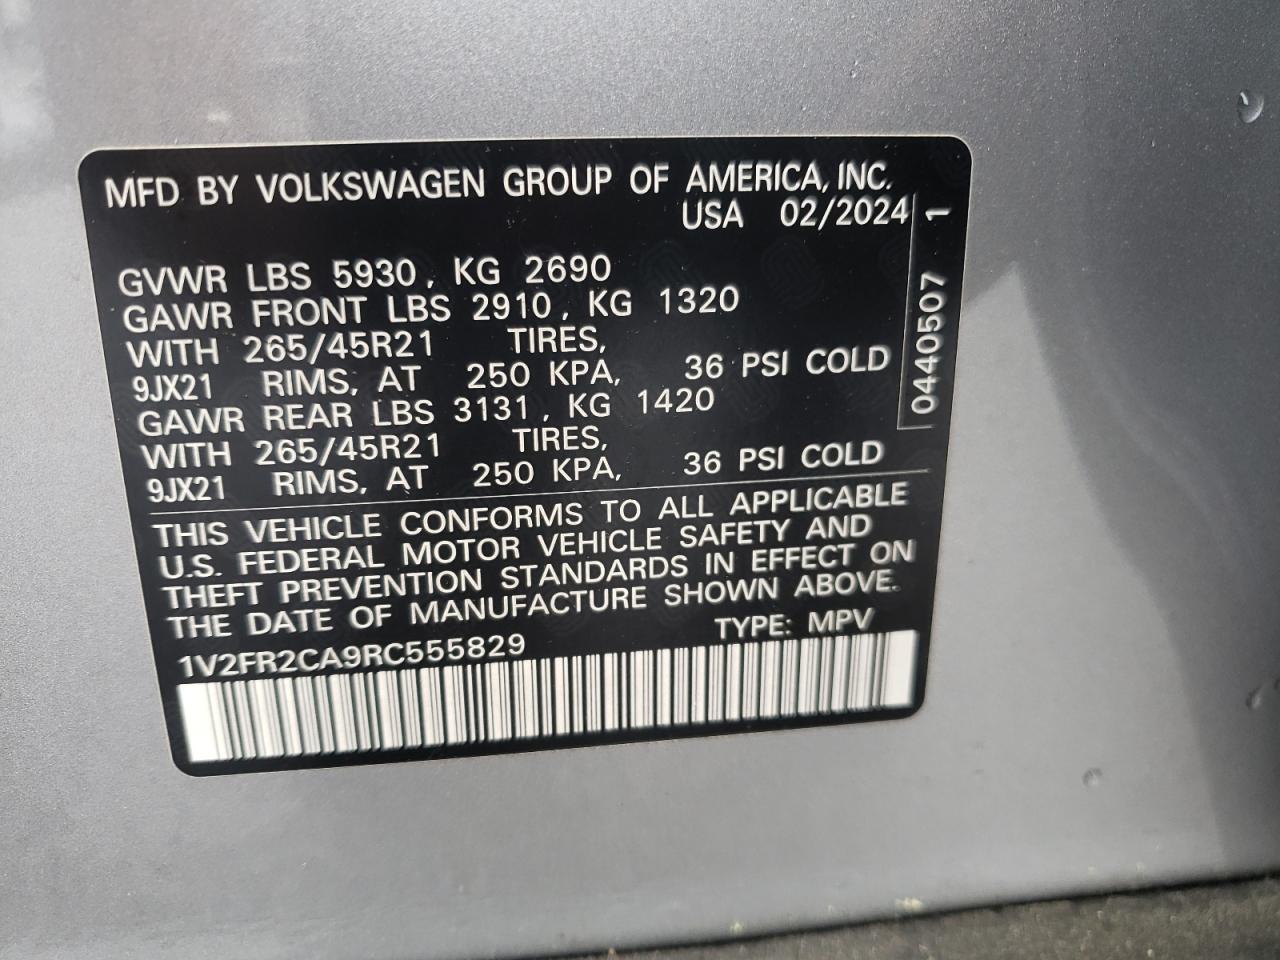 MFD BY VOLKSWAGEN GROUP OF AMERICA, INC.
USA 02/2024
GVWR LBS 5930, KG 2690
GAWR FRONT LBS 2910, KG 1320
WITH 265/45R21 TIRES,
9JX21 RIMS, AT 250 KPA, 36 PSI COLD
GAWR REAR LBS 3131, KG 1420
WITH 265/45R21 TIRES,
9JX21 RIMS, AT 250 KPA, 36 PSI COLD
THIS VEHICLE CONFORMS TO ALL APPLICABLE
U.S. FEDERAL MOTOR VEHICLE SAFETY AND
THEFT PREVENTION STANDARDS IN EFFECT ON
THE DATE OF MANUFACTURE SHOWN ABOVE.
1V2FR2CA9RC555829 TYPE: MPV
0440507 1